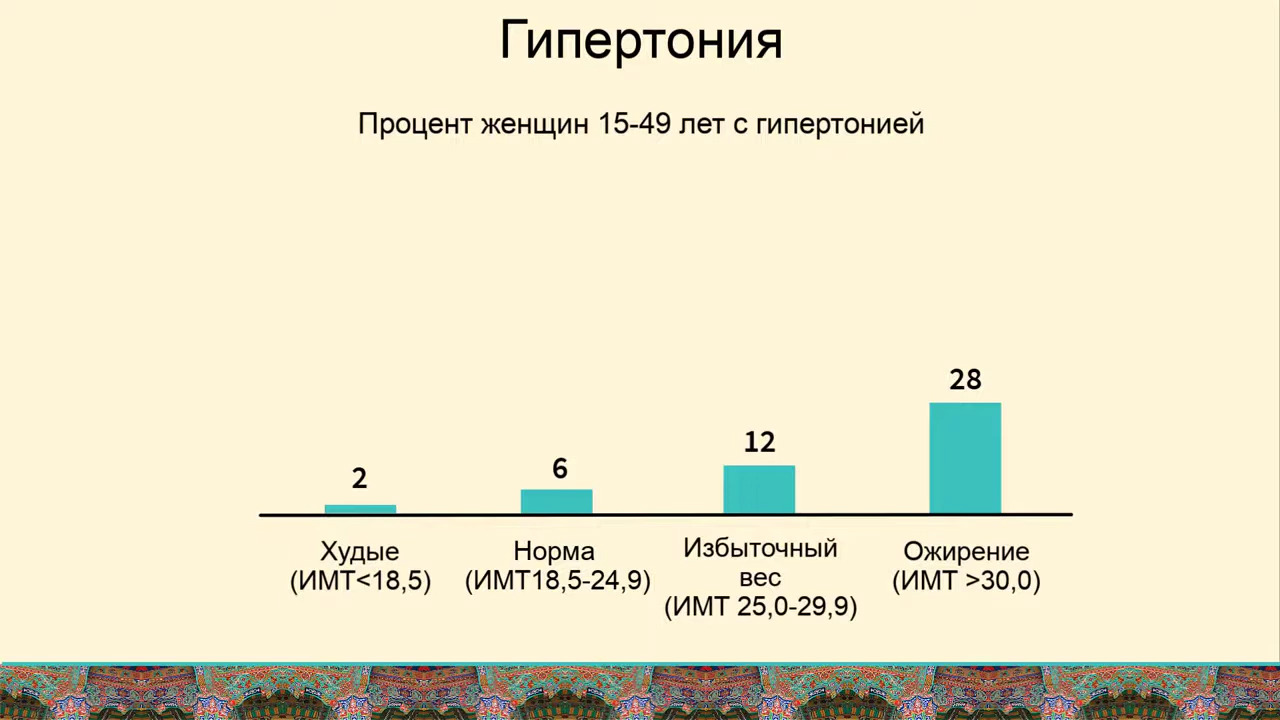 Гипертония
Процент женщин 15-49 лет с гипертонией
2
6
12
28
Худые
(ИМТ<18,5)
Норма
(ИМТ18,5-24,9)
Избыточный
вес
(ИМТ 25,0-29,9)
Ожирение
(ИМТ >30,0)